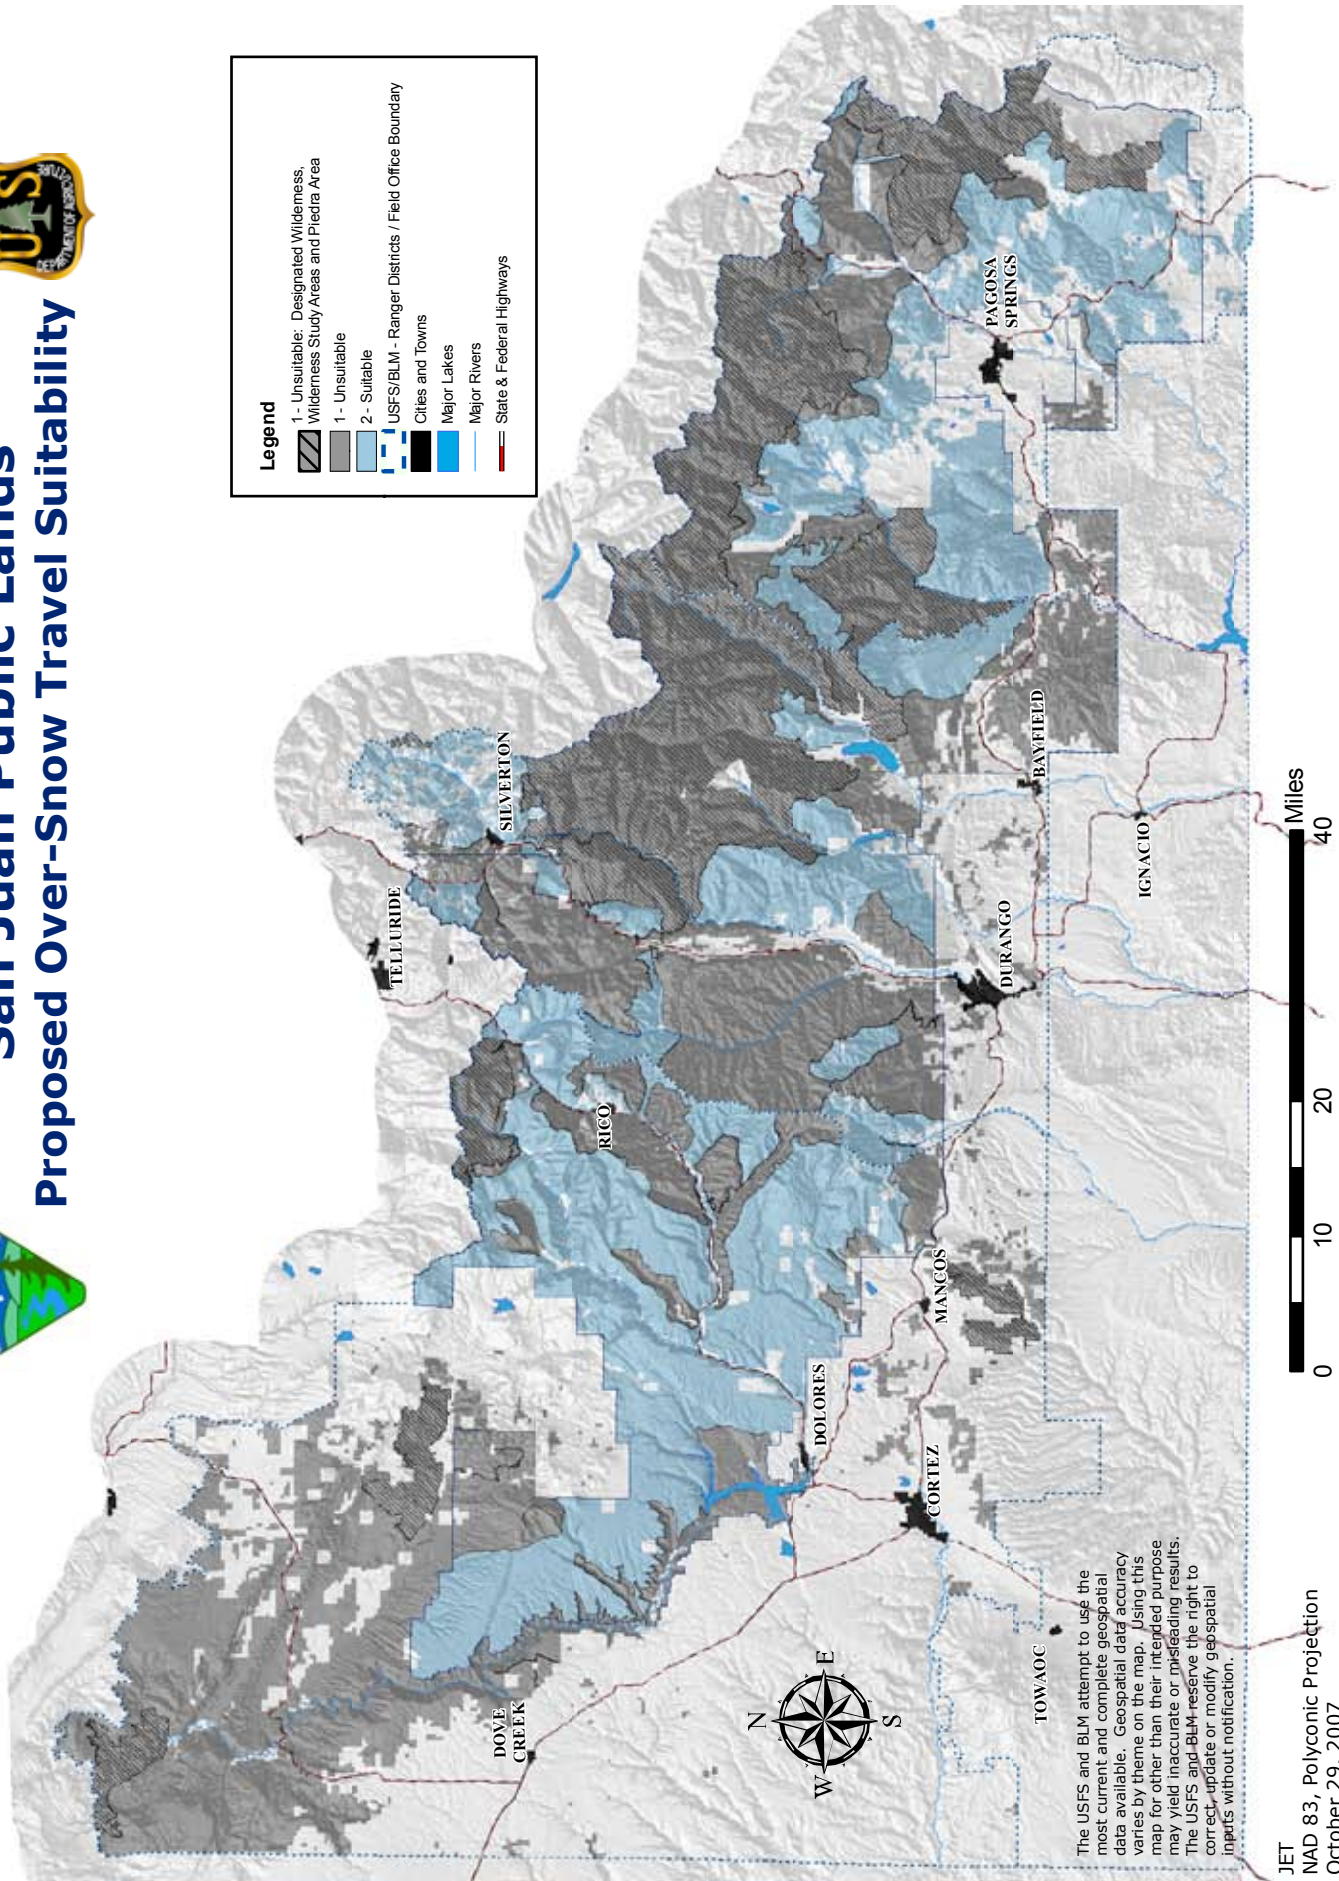 San Juan Public Lands
Proposed Over-Snow Travel Suitability
DEPARTMENT OF AGRICULTURE
U S
Legend
1 - Unsuitable: Designated Wilderness,
Wilderness Study Areas and Piedra Area
1 - Unsuitable
2 - Suitable
USFS/BLM - Ranger Districts / Field Office Boundary
Cities and Towns
Major Lakes
Major Rivers
State & Federal Highways
TELLURIDE
SILVERTON
RICO
PAGOSA
SPRINGS
DOVE
CREEK
DOLORES
MANCOS
CORTEZ
DURANGO
BAYFIELD
IGNACIO
TOWAOC
N
W
E
S
The USFS and BLM attempt to use the
most current and complete geospatial
data available. Geospatial data accuracy
varies by theme on the map. Using this
map for other than their intended purpose
may yield inaccurate or misleading results.
The USFS and BLM reserve the right to
correct, update or modify geospatial
inputs without notification.
JET
NAD 83, Polyconic Projection
October 29, 2007
Miles
0 10 20 40